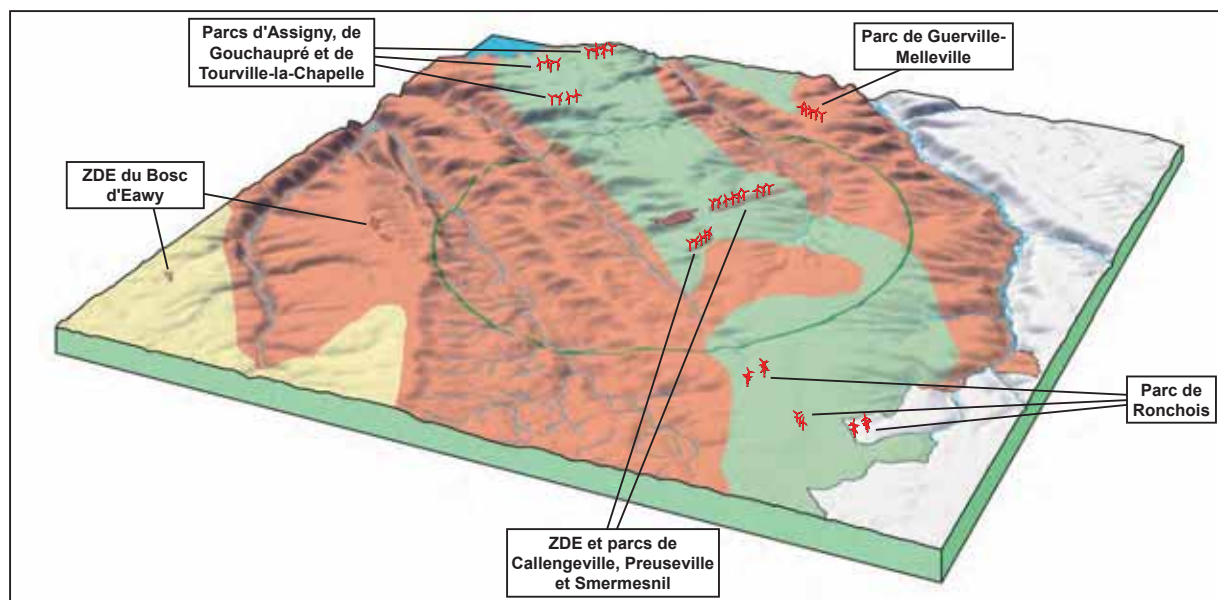 Parcs d'Assigny, de
Gouchaupré et de
Tourville-la-Chapelle
Parc de Guerville-
Melleville
ZDE du Bosc
d'Eawy
Parc de
Ronchois
ZDE et parcs de
Callengeville, Preuseville
et Smermesnil